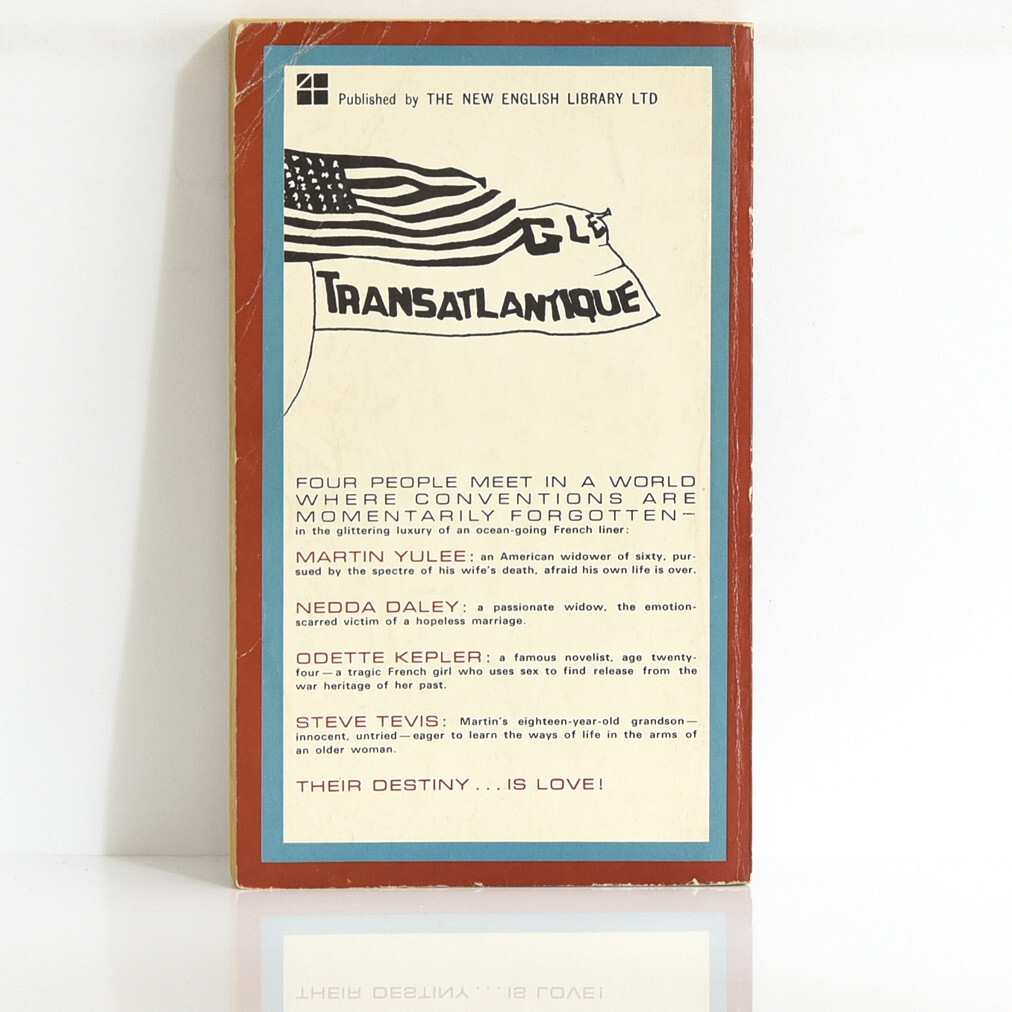 Published by THE NEW ENGLISH LIBRARY LTD
GLE
TRANSATLANTIQUE
FOUR PEOPLE MEET IN A WORLD
WHERE CONVENTIONS ARE
MOMENTARILY FORGOTTEN—
in the glittering luxury of an ocean-going French liner:
MARTIN YULEE: an American widower of sixty, pur-
sued by the spectre of his wife's death, afraid his own life is over.
NEDDA DALEY: a passionate widow, the emotion-
scarred victim of a hopeless marriage.
ODETTE KEPLER: a famous novelist, age twenty-
four—a tragic French girl who uses sex to find release from the
war heritage of her past.
STEVE TEVIS: Martin's eighteen-year-old grandson—
innocent, untried—eager to learn the ways of life in the arms of
an older woman.
THEIR DESTINY...IS LOVE!